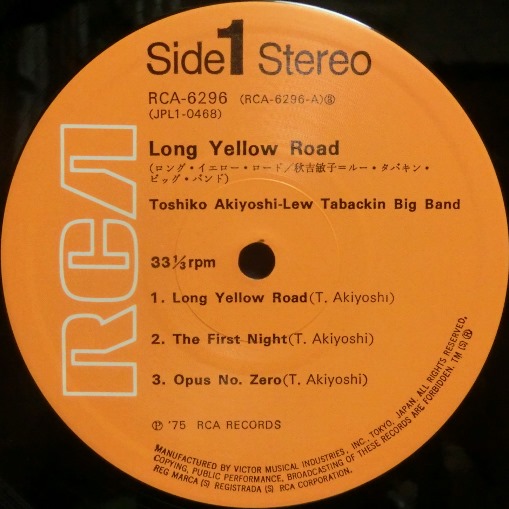 Side 1 Stereo
RCA-6296 (RCA-6296-A)Ⓢ
(JPL1-0468)
Long Yellow Road
(ロング・イエロー・ロード/秋吉敏子=ルー・タバキン・
ビッグ・バンド)
Toshiko Akiyoshi-Lew Tabackin Big Band
RCA
33⅓rpm
1. Long Yellow Road(T. Akiyoshi)
2. The First Night(T. Akiyoshi)
3. Opus No. Zero(T. Akiyoshi)
Ⓟ '75 RCA RECORDS
MANUFACTURED BY VICTOR MUSICAL INDUSTRIES, INC., TOKYO, JAPAN. ALL RIGHTS RESERVED.
COPYING, PUBLIC PERFORMANCE, BROADCASTING OF THESE RECORDS ARE FORBIDDEN. TM (S) Ⓡ
REG MARCA (S) REGISTRADA (S) RCA CORPORATION.